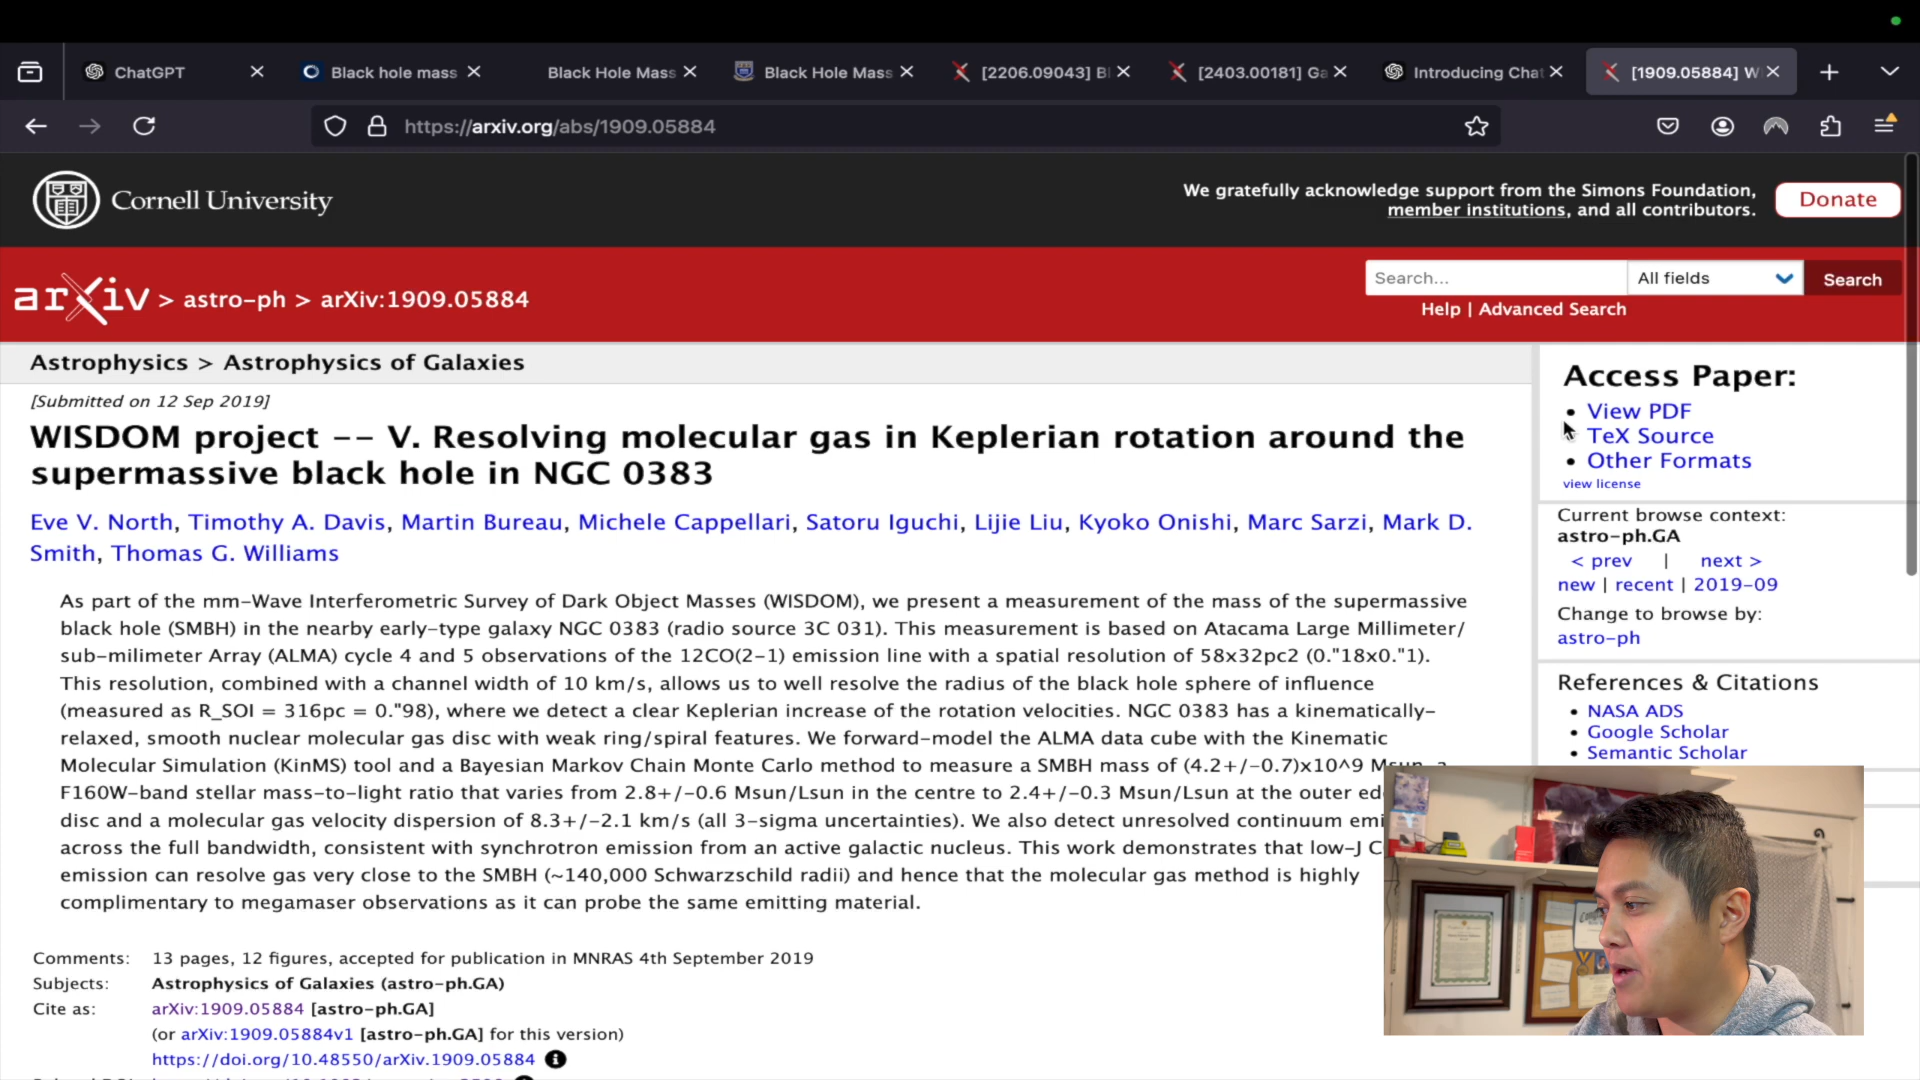 ChatGPT
Black hole mass
Black Hole Mass
Black Hole Mass
[2206.09043] Bl
[2403.00181] Ga
Introducing Chat
[1909.05884] W
https://arxiv.org/abs/1909.05884
Cornell University
We gratefully acknowledge support from the Simons Foundation,
member institutions, and all contributors.
Donate
arXiv > astro-ph > arXiv:1909.05884
Search...
All fields
Search
Help | Advanced Search
Astrophysics > Astrophysics of Galaxies
[Submitted on 12 Sep 2019]
WISDOM project -- V. Resolving molecular gas in Keplerian rotation around the
supermassive black hole in NGC 0383
Eve V. North, Timothy A. Davis, Martin Bureau, Michele Cappellari, Satoru Iguchi, Lijie Liu, Kyoko Onishi, Marc Sarzi, Mark D.
Smith, Thomas G. Williams
As part of the mm-Wave Interferometric Survey of Dark Object Masses (WISDOM), we present a measurement of the mass of the supermassive
black hole (SMBH) in the nearby early-type galaxy NGC 0383 (radio source 3C 031). This measurement is based on Atacama Large Millimeter/
sub-milimeter Array (ALMA) cycle 4 and 5 observations of the 12CO(2-1) emission line with a spatial resolution of 58x32pc2 (0."18x0."1).
This resolution, combined with a channel width of 10 km/s, allows us to well resolve the radius of the black hole sphere of influence
(measured as R_SOI = 316pc = 0."98), where we detect a clear Keplerian increase of the rotation velocities. NGC 0383 has a kinematically-
relaxed, smooth nuclear molecular gas disc with weak ring/spiral features. We forward-model the ALMA data cube with the Kinematic
Molecular Simulation (KinMS) tool and a Bayesian Markov Chain Monte Carlo method to measure a SMBH mass of (4.2+/-0.7)x10^9 Msun, a
F160W-band stellar mass-to-light ratio that varies from 2.8+/-0.6 Msun/Lsun in the centre to 2.4+/-0.3 Msun/Lsun at the outer ed
disc and a molecular gas velocity dispersion of 8.3+/-2.1 km/s (all 3-sigma uncertainties). We also detect unresolved continuum emi
across the full bandwidth, consistent with synchrotron emission from an active galactic nucleus. This work demonstrates that low-J C
emission can resolve gas very close to the SMBH (~140,000 Schwarzschild radii) and hence that the molecular gas method is highly
complimentary to megamaser observations as it can probe the same emitting material.
Comments: 13 pages, 12 figures, accepted for publication in MNRAS 4th September 2019
Subjects: Astrophysics of Galaxies (astro-ph.GA)
Cite as: arXiv:1909.05884 [astro-ph.GA]
(or arXiv:1909.05884v1 [astro-ph.GA] for this version)
https://doi.org/10.48550/arXiv.1909.05884
Access Paper:
View PDF
TeX Source
Other Formats
view license
Current browse context:
astro-ph.GA
< prev | next >
new | recent | 2019-09
Change to browse by:
astro-ph
References & Citations
NASA ADS
Google Scholar
Semantic Scholar